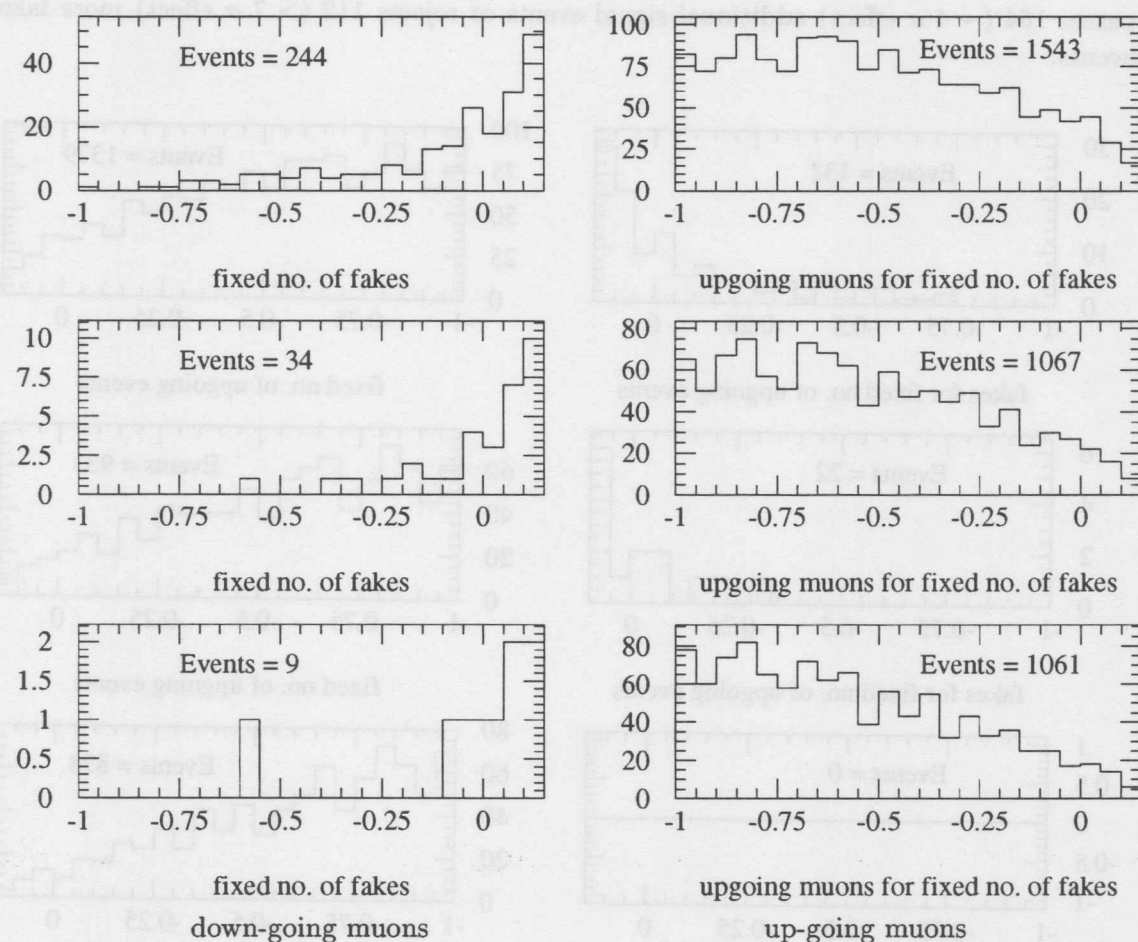 Events = 244
50
40
20
0
-1 -0.75 -0.5 -0.25 0
fixed no. of fakes
Events = 1543
100
75
50
25
0
-1 -0.75 -0.5 -0.25 0
upgoing muons for fixed no. of fakes
Events = 34
10
7.5
5
2.5
0
-1 -0.75 -0.5 -0.25 0
fixed no. of fakes
Events = 1067
80
60
40
20
0
-1 -0.75 -0.5 -0.25 0
upgoing muons for fixed no. of fakes
Events = 9
2
1
1
0.5
0
-1 -0.75 -0.5 -0.25 0
fixed no. of fakes
down-going muons
Events = 1061
80
60
40
20
0
-1 -0.75 -0.5 -0.25 0
upgoing muons for fixed no. of fakes
up-going muons